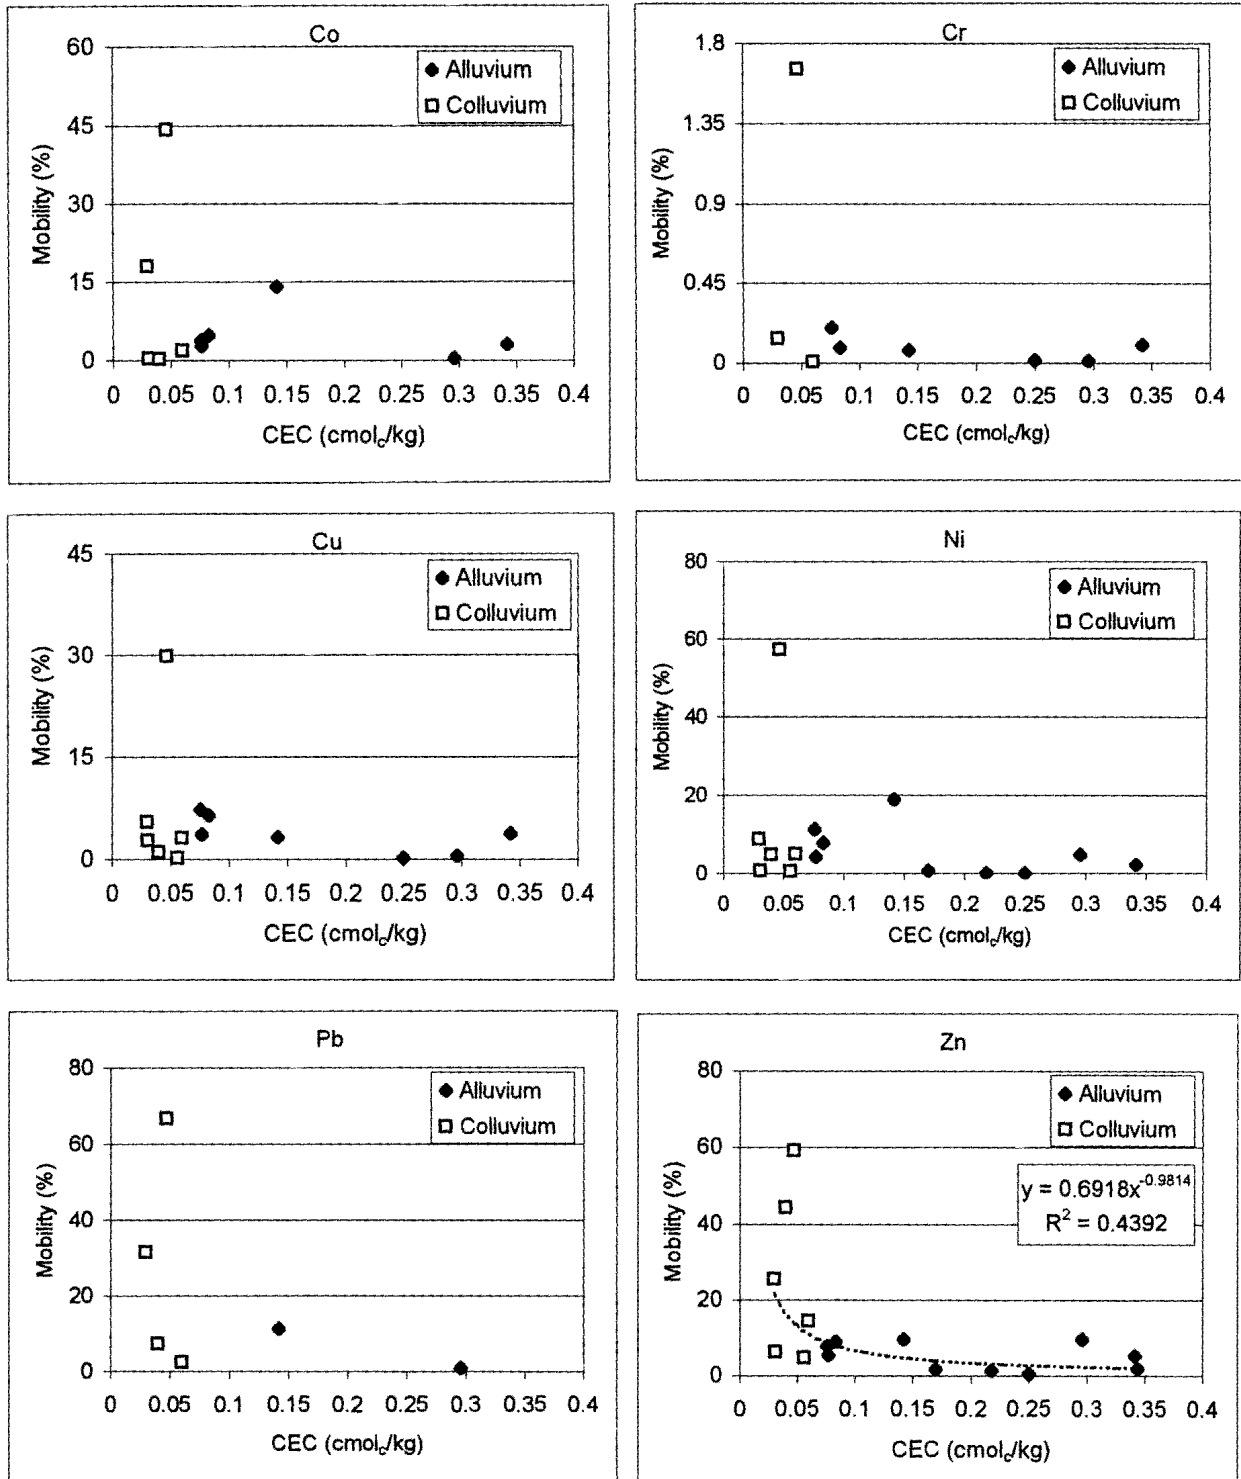 Co
60
45
30
15
0
Mobility (%)
◆ Alluvium
□ Colluvium
0 0.05 0.1 0.15 0.2 0.25 0.3 0.35 0.4
CEC (cmolc/kg)
Cr
1.8
1.35
0.9
0.45
0
Mobility (%)
◆ Alluvium
□ Colluvium
0 0.05 0.1 0.15 0.2 0.25 0.3 0.35 0.4
CEC (cmolc/kg)
Cu
45
30
15
0
Mobility (%)
◆ Alluvium
□ Colluvium
0 0.05 0.1 0.15 0.2 0.25 0.3 0.35 0.4
CEC (cmolc/kg)
Ni
80
60
40
20
0
Mobility (%)
◆ Alluvium
□ Colluvium
0 0.05 0.1 0.15 0.2 0.25 0.3 0.35 0.4
CEC (cmolc/kg)
Pb
80
60
40
20
0
Mobility (%)
◆ Alluvium
□ Colluvium
0 0.05 0.1 0.15 0.2 0.25 0.3 0.35 0.4
CEC (cmolc/kg)
Zn
80
60
40
20
0
Mobility (%)
◆ Alluvium
□ Colluvium
y = 0.6918x^-0.9814
R² = 0.4392
0 0.05 0.1 0.15 0.2 0.25 0.3 0.35 0.4
CEC (cmolc/kg)